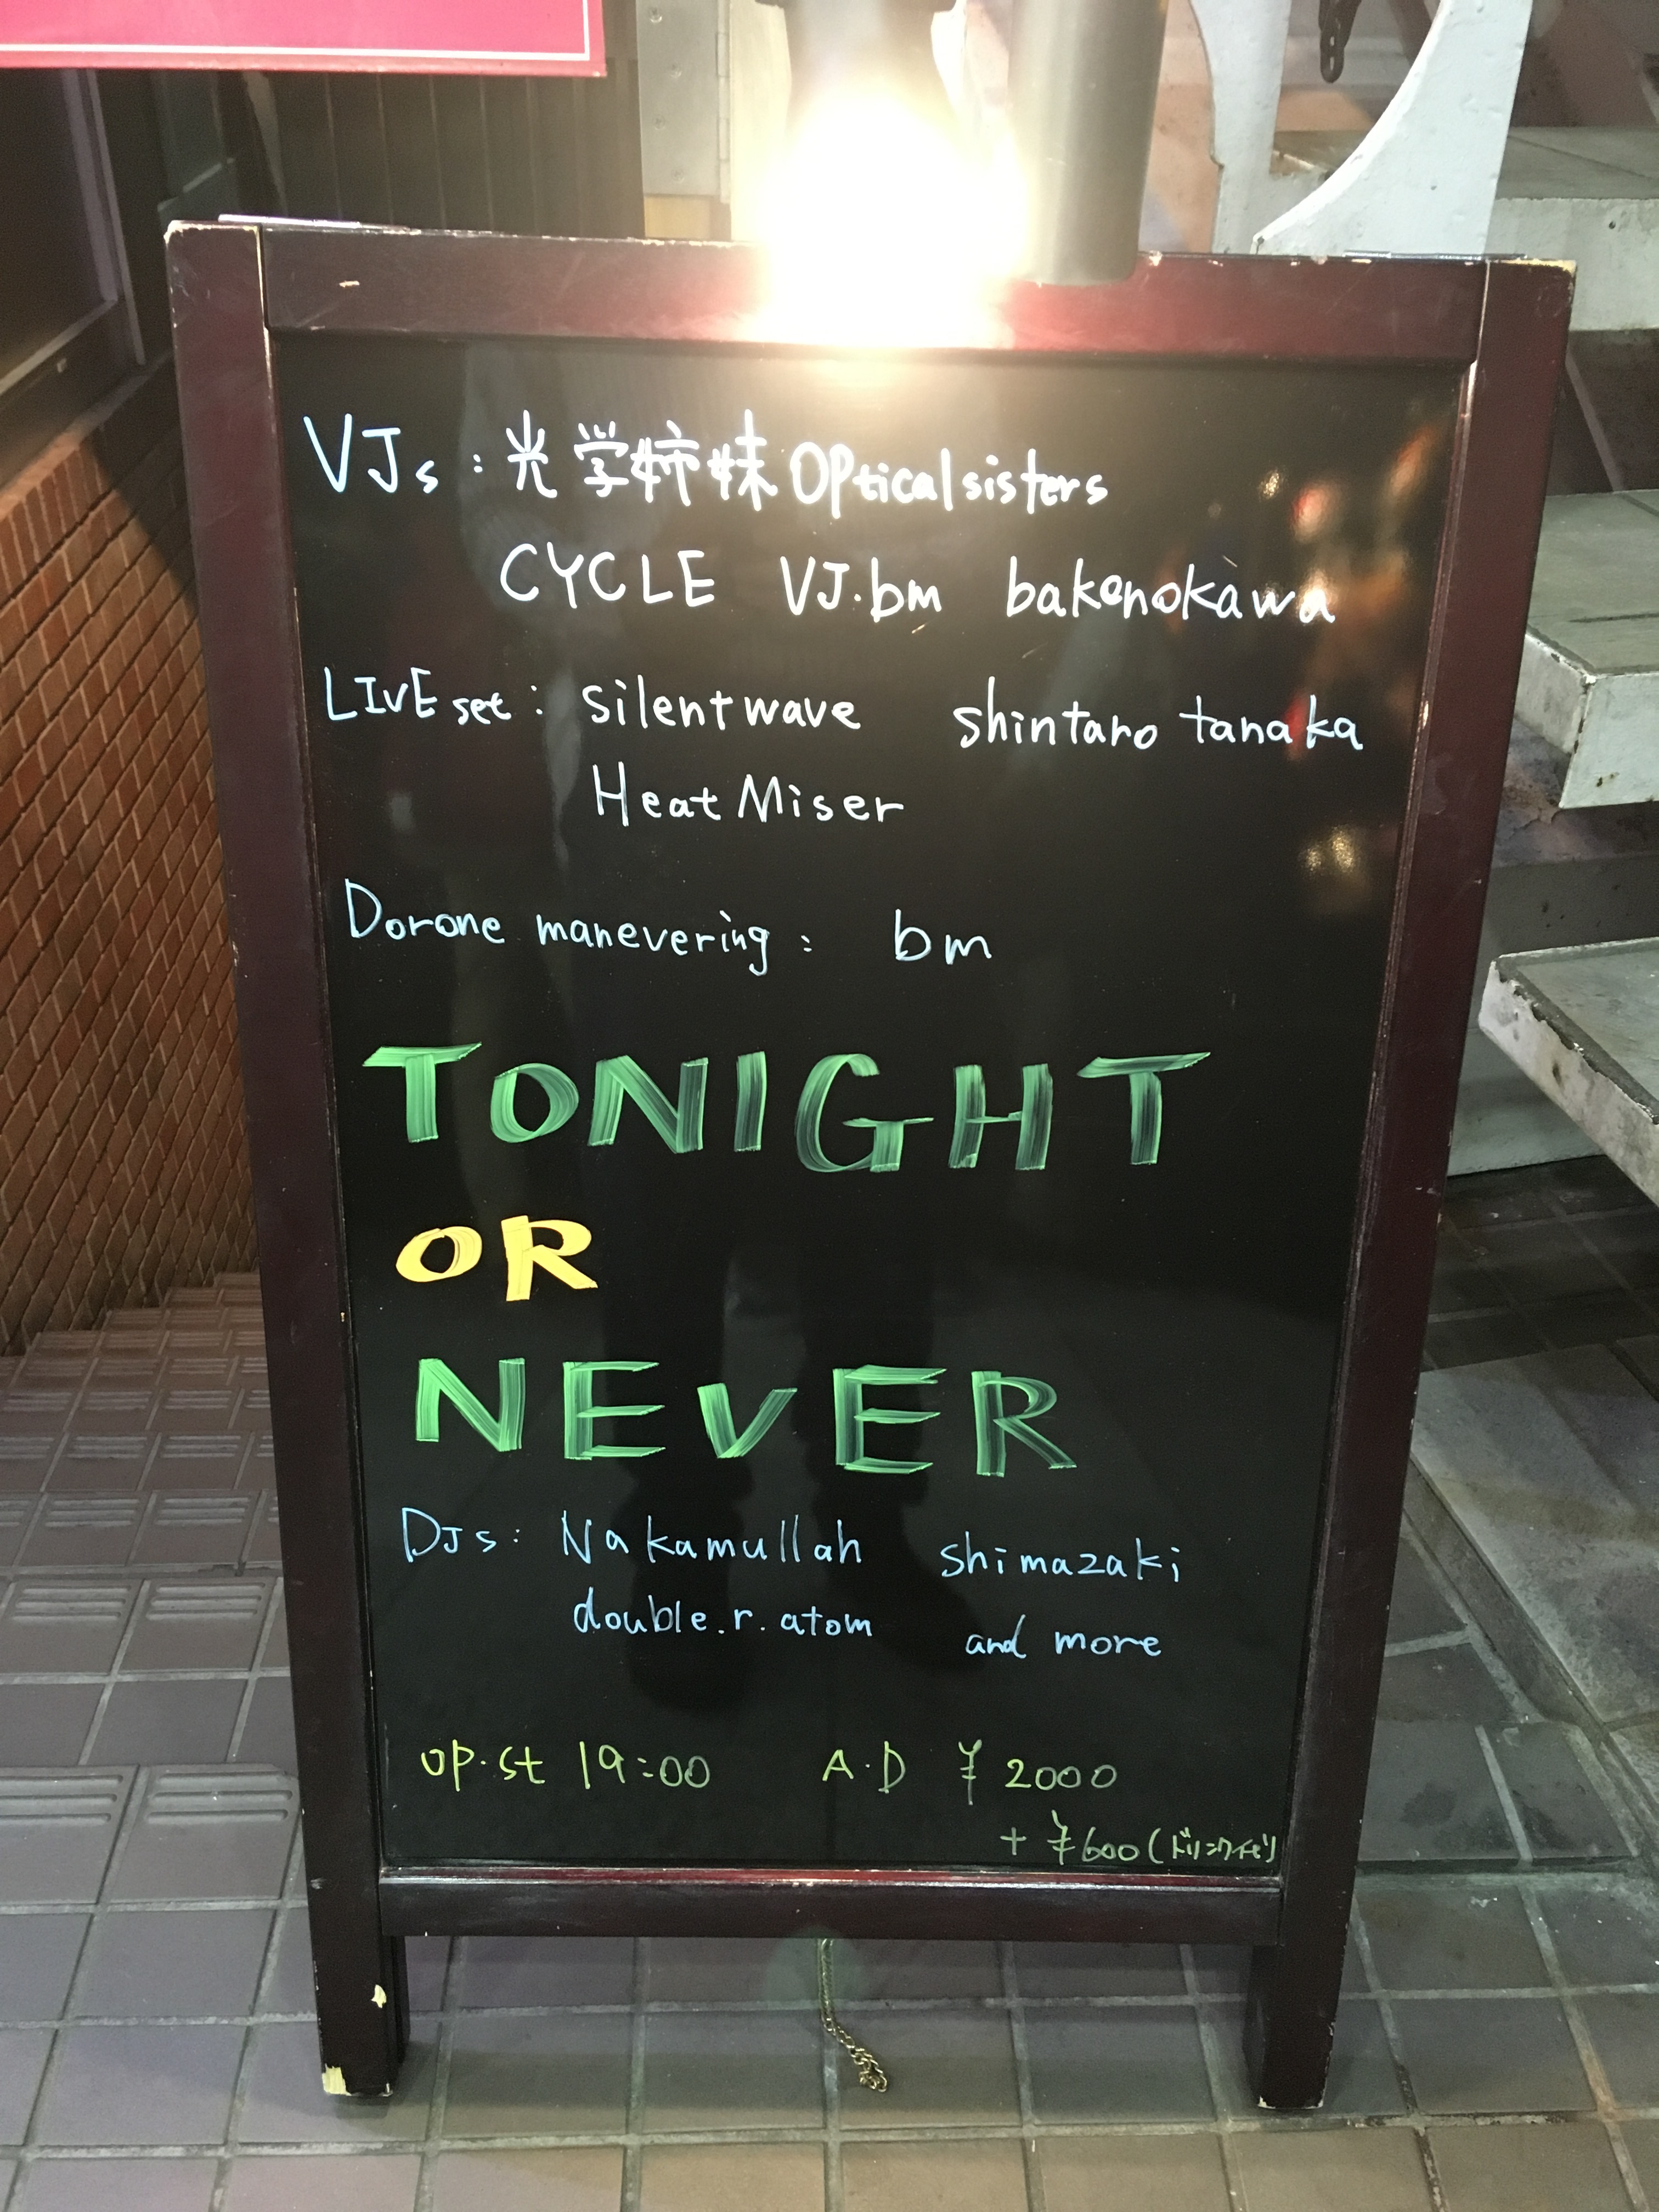 VJs : 光学姉妹 Opticalsisters
CYCLE VJ.bm bakenokawa
LIVE set : silentwave shintaro tanaka
Heat Miser
Dorone manevering : bm
TONIGHT
OR
NEVER
DJs : Nakamullah shimazaki
double.r.atom and more
op.st 19:00 A.D ¥2000
+ ¥600 (ドリンク代)